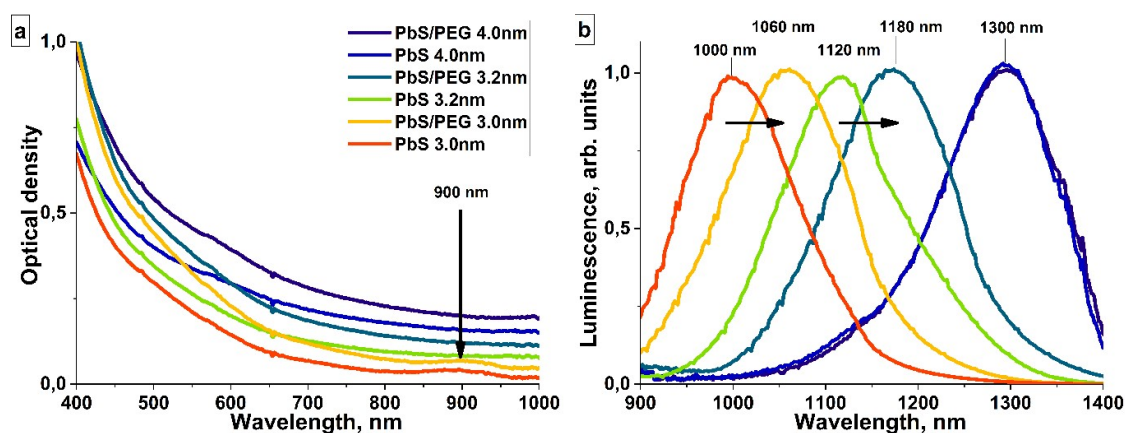 a
PbS/PEG 4.0nm
PbS 4.0nm
PbS/PEG 3.2nm
PbS 3.2nm
PbS/PEG 3.0nm
PbS 3.0nm
900 nm
1,0
0,5
0,0
Optical density
400 500 600 700 800 900 1000
Wavelength, nm
b
1000 nm
1060 nm
1120 nm
1180 nm
1300 nm
1,0
0,5
0,0
Luminescence, arb. units
900 1000 1100 1200 1300 1400
Wavelength, nm